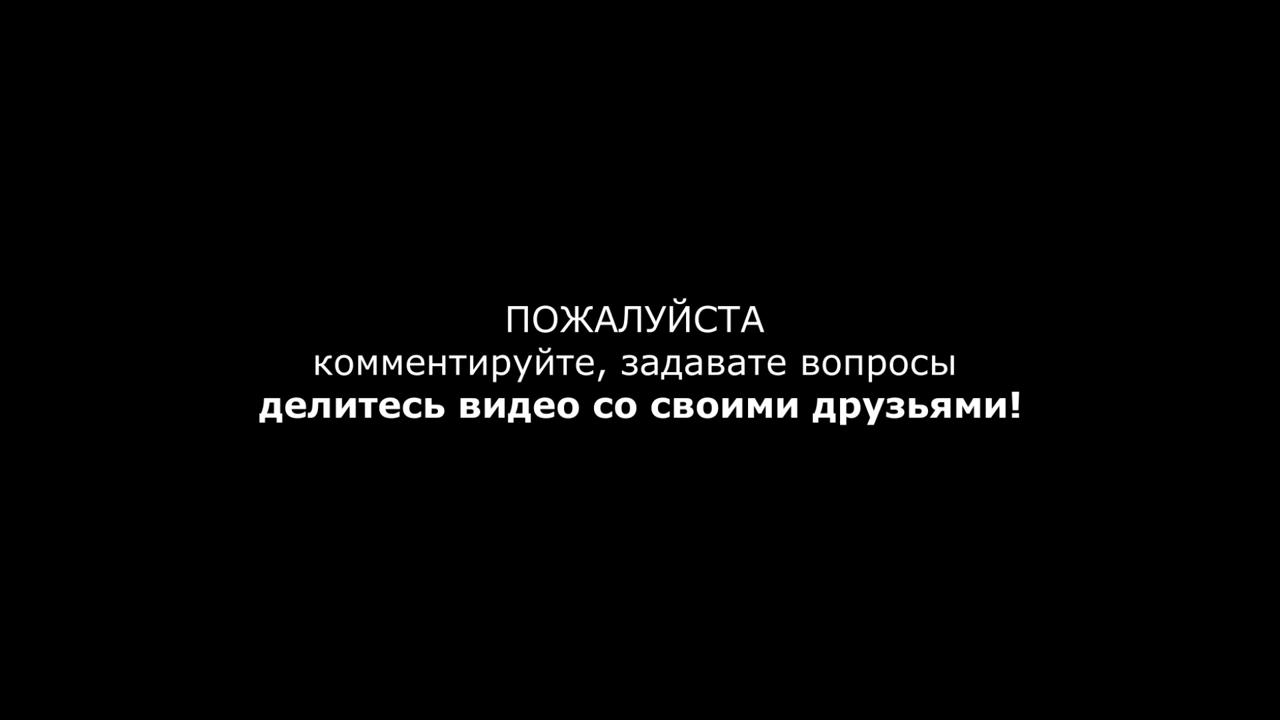 ПОЖАЛУЙСТА
комментируйте, задавате вопросы
делитесь видео со своими друзьями!